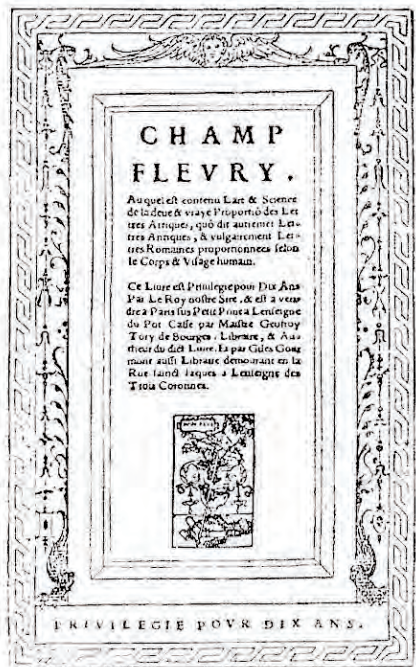 CHAMP
FLEVRY.
Auquel est contenu Lart & Science
de la deue & vraye Proportiõ des Let
tres Attiques, quõ dit autremẽt Let-
tres Antiques, & vulgairement Let-
tres Romaines proportionnees selon
le Corps & Visage humain.
Ce Liure est Priuilegie pour Dix Ans
Par Le Roy nostre Sire, & est a ven-
dre a Paris sus Petit Pont a Lenseigne
du Pot Casse par Maistre Geofroy
Tory de Bourges, Libraire, & Au-
theur du dict Liure. Et par Giles Gour
mont aussi Libraire demourant en la
Rue sainct Iaques a Lenseigne des
Trois Coronnes.
PRIVILEGIE POVR DIX ANS.